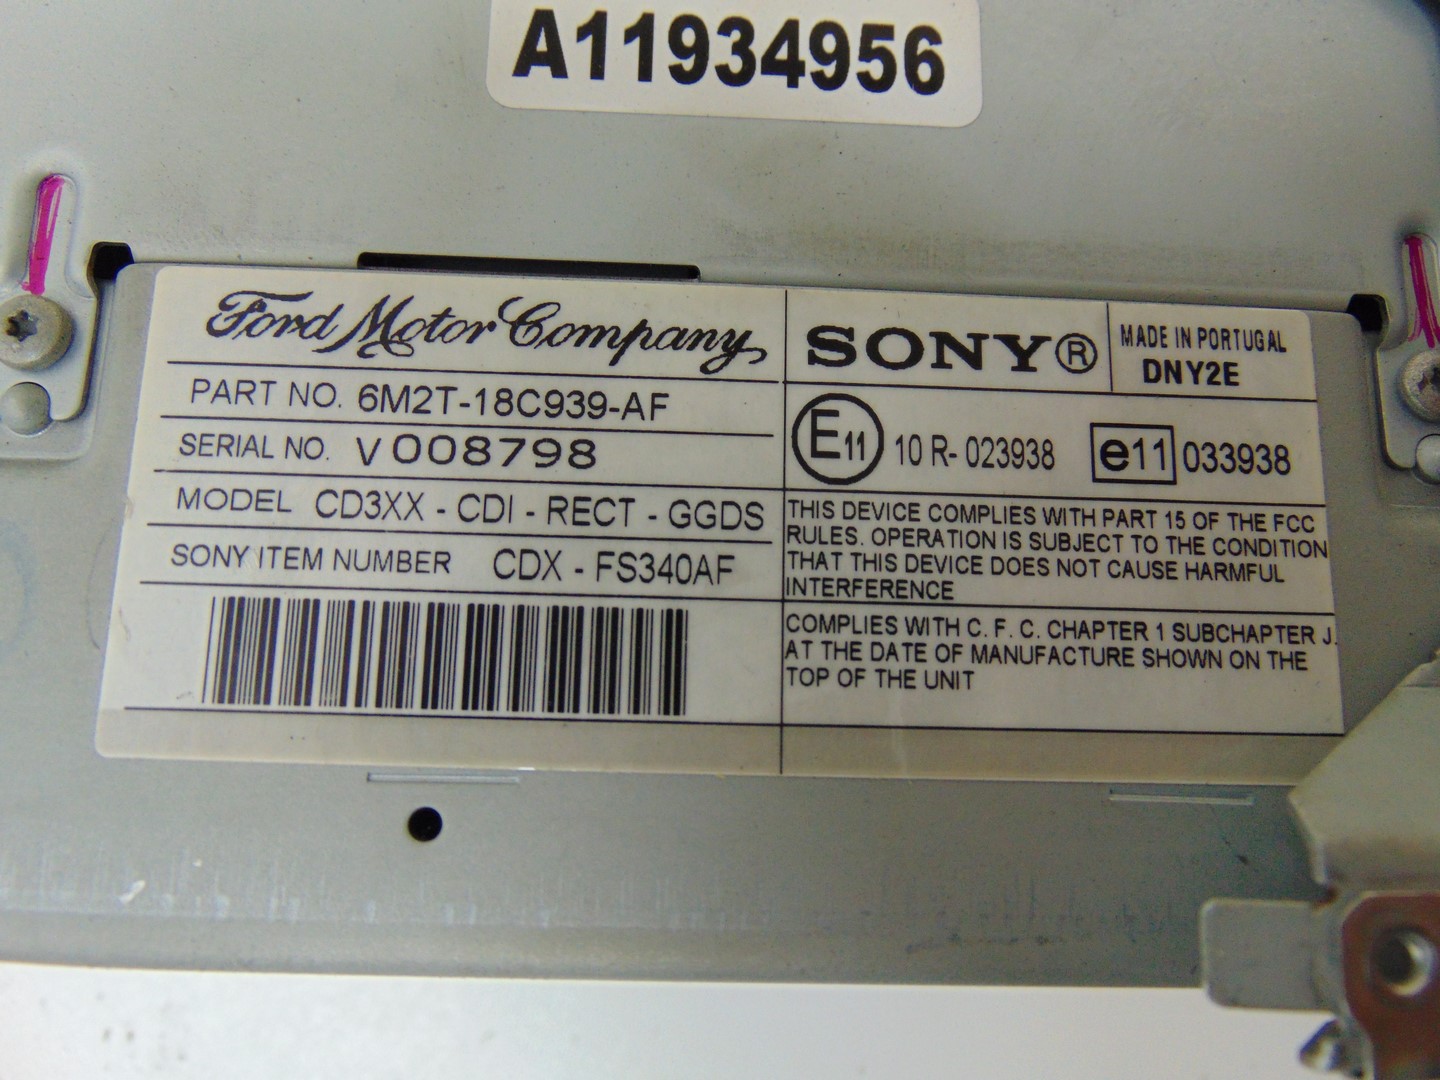 A11934956
Ford Motor Company
PART NO. 6M2T-18C939-AF
SERIAL NO. V008798
MODEL CD3XX - CDI - RECT - GGDS
SONY ITEM NUMBER CDX - FS340AF
SONY®
MADE IN PORTUGAL
DNY2E
E11 10 R- 023938 e11 033938
THIS DEVICE COMPLIES WITH PART 15 OF THE FCC
RULES. OPERATION IS SUBJECT TO THE CONDITION
THAT THIS DEVICE DOES NOT CAUSE HARMFUL
INTERFERENCE
COMPLIES WITH C. F. C. CHAPTER 1 SUBCHAPTER J.
AT THE DATE OF MANUFACTURE SHOWN ON THE
TOP OF THE UNIT